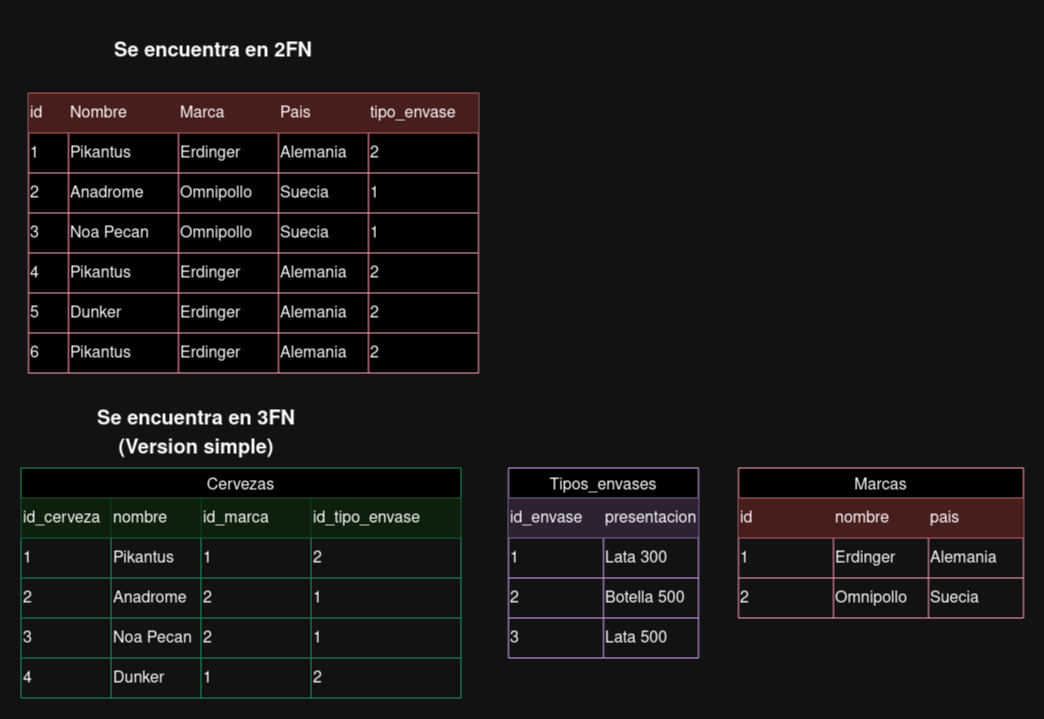 Se encuentra en 2FN
id Nombre Marca Pais tipo_envase
1 Pikantus Erdinger Alemania 2
2 Anadrome Omnipollo Suecia 1
3 Noa Pecan Omnipollo Suecia 1
4 Pikantus Erdinger Alemania 2
5 Dunker Erdinger Alemania 2
6 Pikantus Erdinger Alemania 2
Se encuentra en 3FN
(Version simple)
Cervezas
id_cerveza nombre id_marca id_tipo_envase
1 Pikantus 1 2
2 Anadrome 2 1
3 Noa Pecan 2 1
4 Dunker 1 2
Tipos_envases
id_envase presentacion
1 Lata 300
2 Botella 500
3 Lata 500
Marcas
id nombre pais
1 Erdinger Alemania
2 Omnipollo Suecia